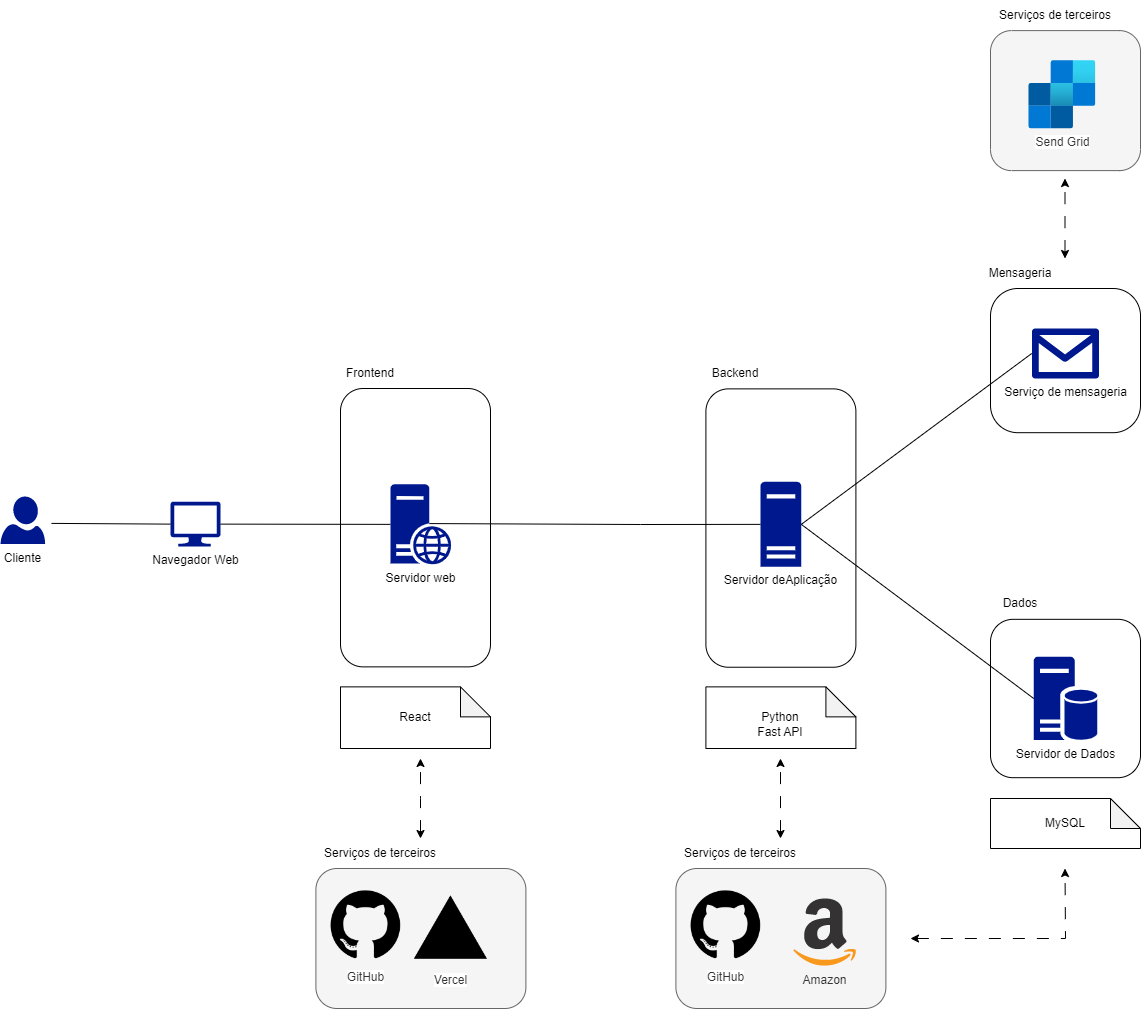 Serviços de terceiros
Send Grid
Mensageria
Serviço de mensageria
Frontend
Backend
Cliente
Navegador Web
Servidor web
Servidor deAplicação
Dados
Servidor de Dados
React
Python
Fast API
MySQL
Serviços de terceiros
GitHub
Vercel
Serviços de terceiros
GitHub
Amazon